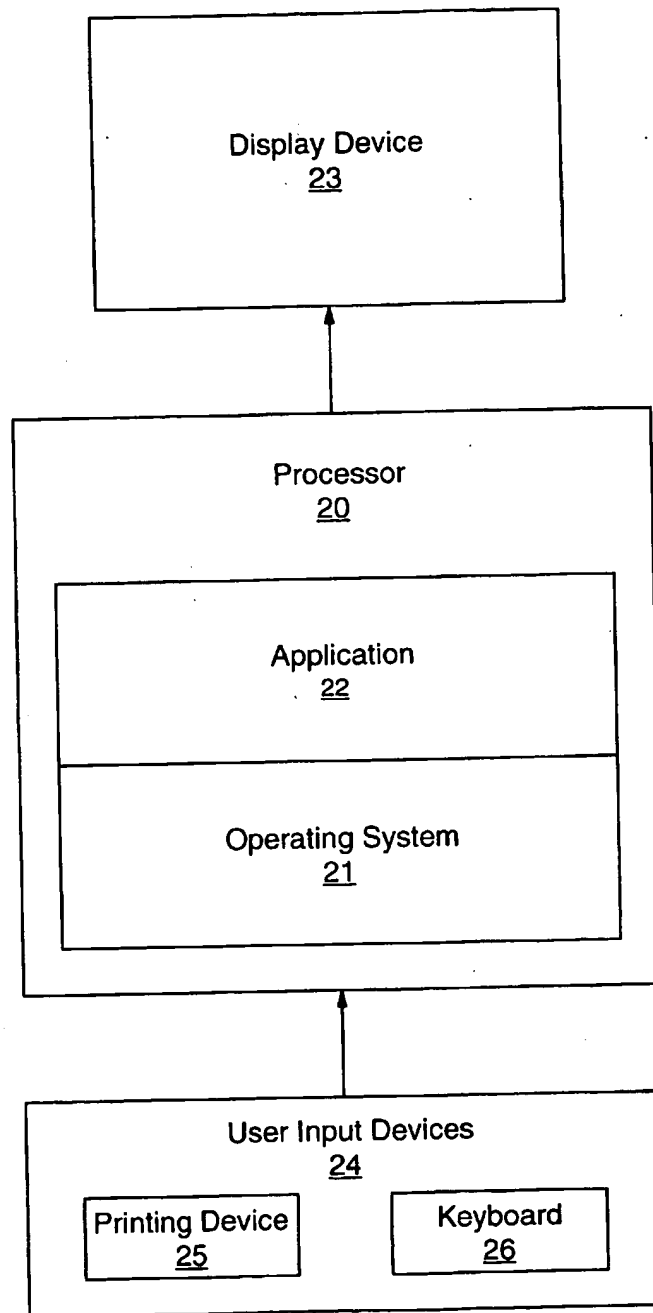 Display Device
23
Processor
20
Application
22
Operating System
21
User Input Devices
24
Printing Device
25
Keyboard
26